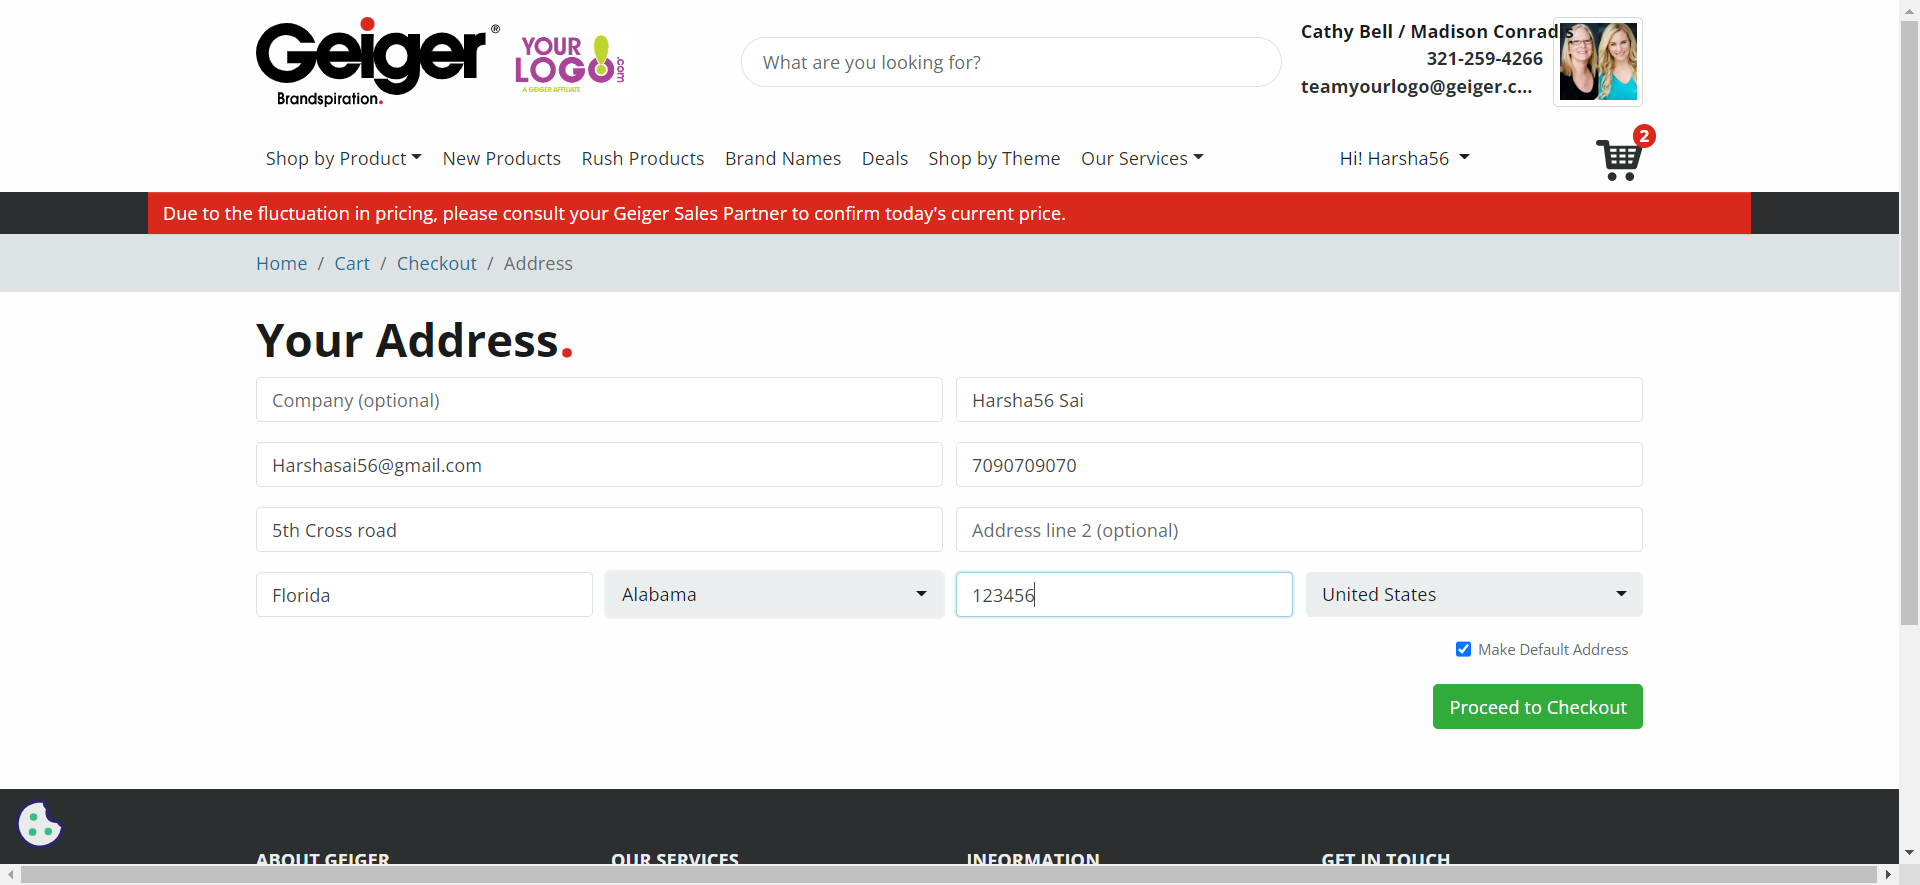 Geiger®
Brandspiration.
YOUR
LOGO!.com
A GEIGER AFFILIATE
What are you looking for?
Cathy Bell / Madison Conradis
321-259-4266
teamyourlogo@geiger.c...
Shop by Product
New Products
Rush Products
Brand Names
Deals
Shop by Theme
Our Services
Hi! Harsha56
2
Due to the fluctuation in pricing, please consult your Geiger Sales Partner to confirm today's current price.
Home / Cart / Checkout / Address
Your Address.
Company (optional)
Harsha56 Sai
Harshasai56@gmail.com
7090709070
5th Cross road
Address line 2 (optional)
Florida
Alabama
123456
United States
Make Default Address
Proceed to Checkout
ABOUT GEIGER
OUR SERVICES
INFORMATION
GET IN TOUCH